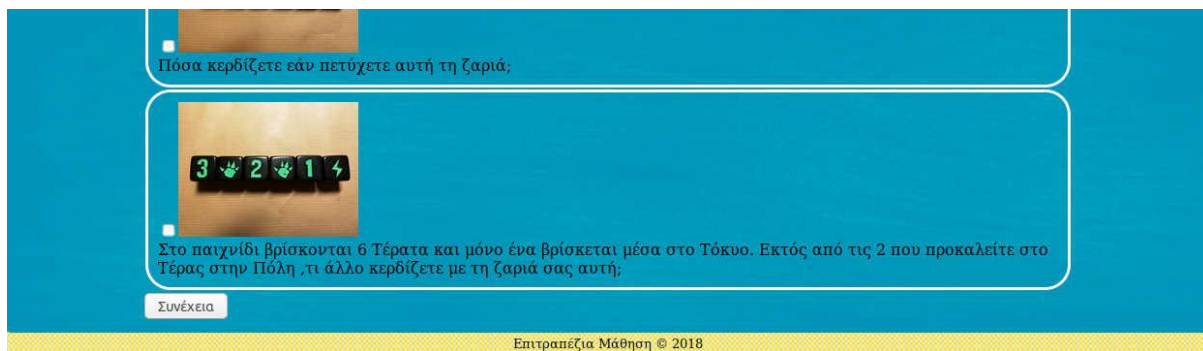 Πόσα κερδίζετε εάν πετύχετε αυτή τη ζαριά;
3 2 1
Στο παιχνίδι βρίσκονται 6 Τέρατα και μόνο ένα βρίσκεται μέσα στο Τόκυο. Εκτός από τις 2 που προκαλείτε στο
Τέρας στην Πόλη ,τι άλλο κερδίζετε με τη ζαριά σας αυτή;
Συνέχεια
Επιτραπέζια Μάθηση © 2018